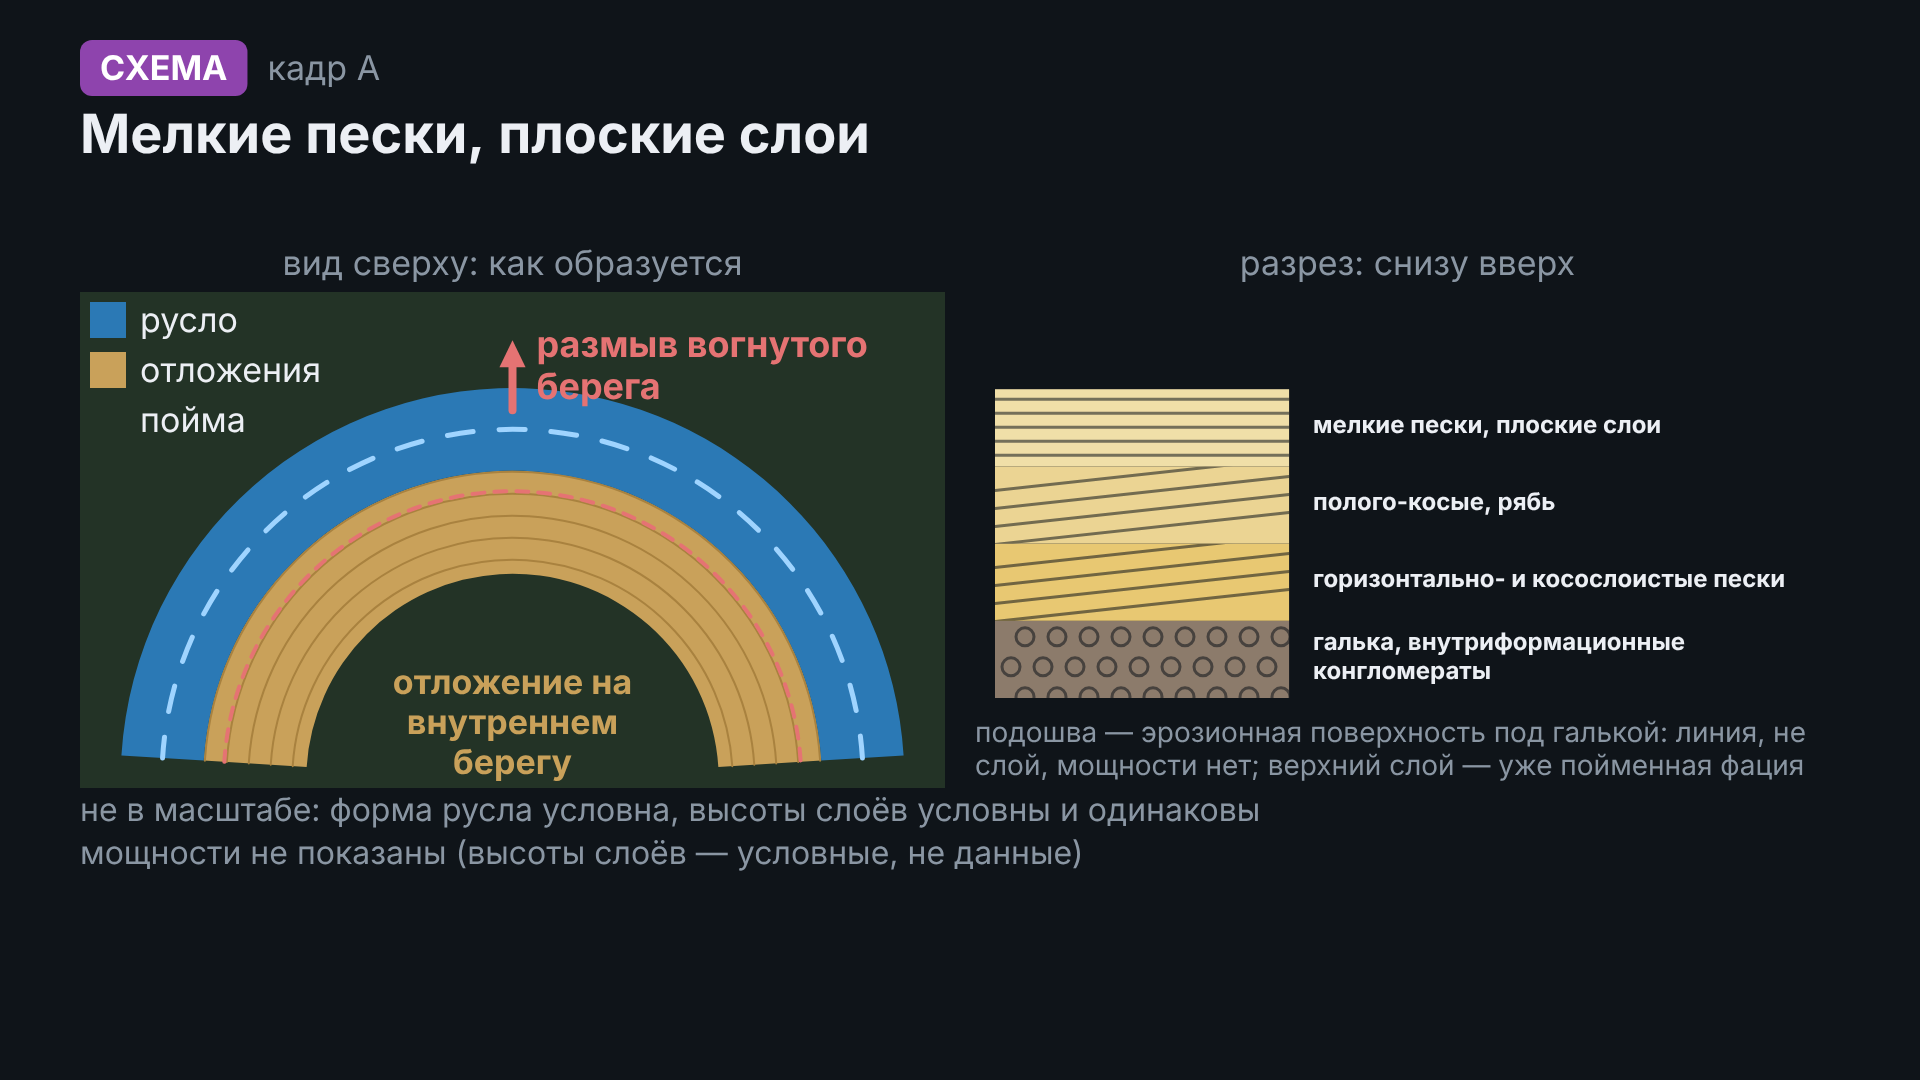 СХЕМА кадр А
Мелкие пески, плоские слои
вид сверху: как образуется
русло
отложения
пойма
размыв вогнутого
берега
отложение на
внутреннем
берегу
разрез: снизу вверх
мелкие пески, плоские слои
полого-косые, рябь
горизонтально- и косослоистые пески
галька, внутриформационные
конгломераты
подошва — эрозионная поверхность под галькой: линия, не
слой, мощности нет; верхний слой — уже пойменная фация
не в масштабе: форма русла условна, высоты слоёв условны и одинаковы
мощности не показаны (высоты слоёв — условные, не данные)